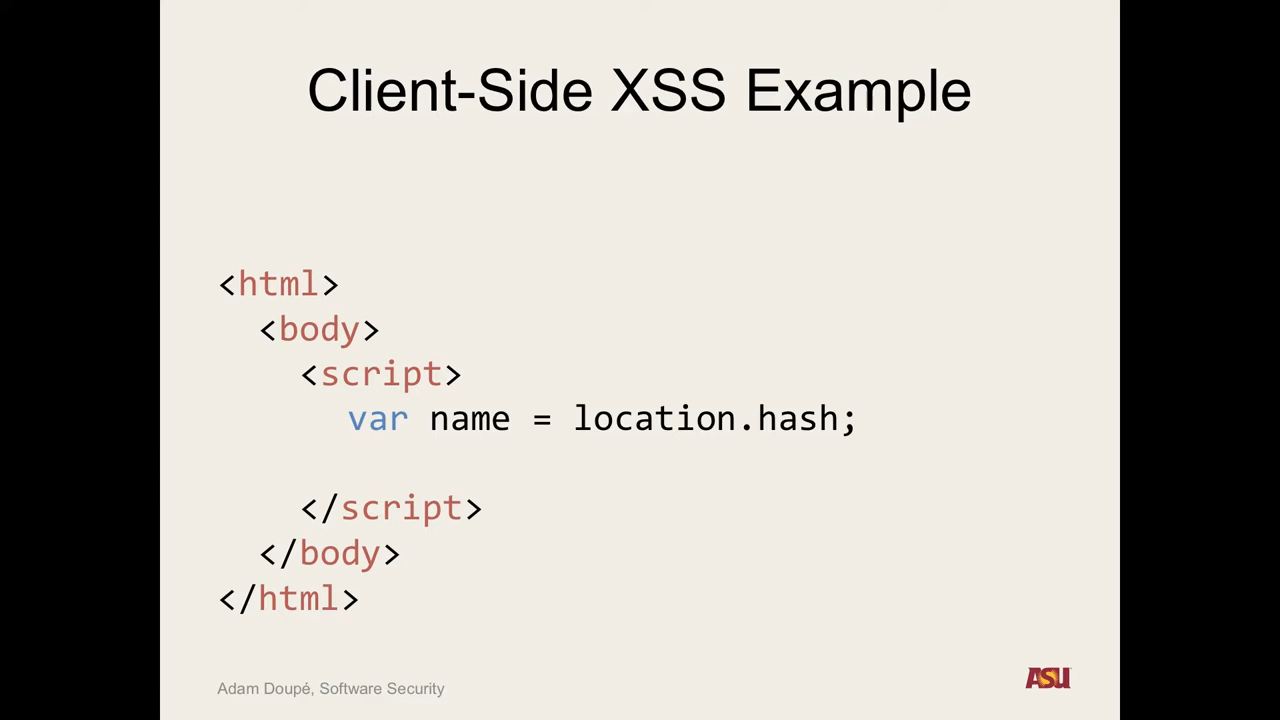 Client-Side XSS Example
<html>
<body>
<script>
var name = location.hash;
</script>
</body>
</html>
Adam Doupé, Software Security
ASU